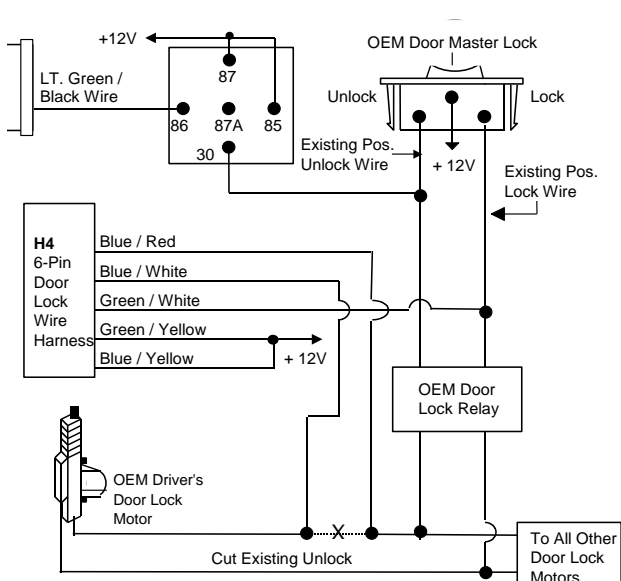 +12V
OEM Door Master Lock
87
LT. Green /
Black Wire
Unlock
Lock
86
87A
85
30
Existing Pos.
Unlock Wire
+ 12V
Existing Pos.
Lock Wire
H4
6-Pin
Door
Lock
Wire
Harness
Blue / Red
Blue / White
Green / White
Green / Yellow
Blue / Yellow
+ 12V
OEM Door
Lock Relay
OEM Driver's
Door Lock
Motor
X
Cut Existing Unlock
To All Other
Door Lock
Motors